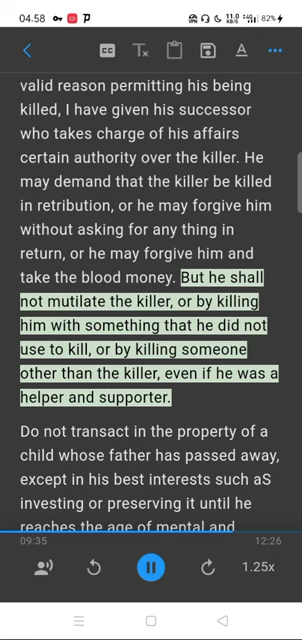 04.58
11.0 KB/S
82%
CC
valid reason permitting his being
killed, I have given his successor
who takes charge of his affairs
certain authority over the killer. He
may demand that the killer be killed
in retribution, or he may forgive him
without asking for any thing in
return, or he may forgive him and
take the blood money. But he shall
not mutilate the killer, or by killing
him with something that he did not
use to kill, or by killing someone
other than the killer, even if he was a
helper and supporter.
Do not transact in the property of a
child whose father has passed away,
except in his best interests such aS
investing or preserving it until he
reaches the age of mental and
09:35
12:26
1.25x